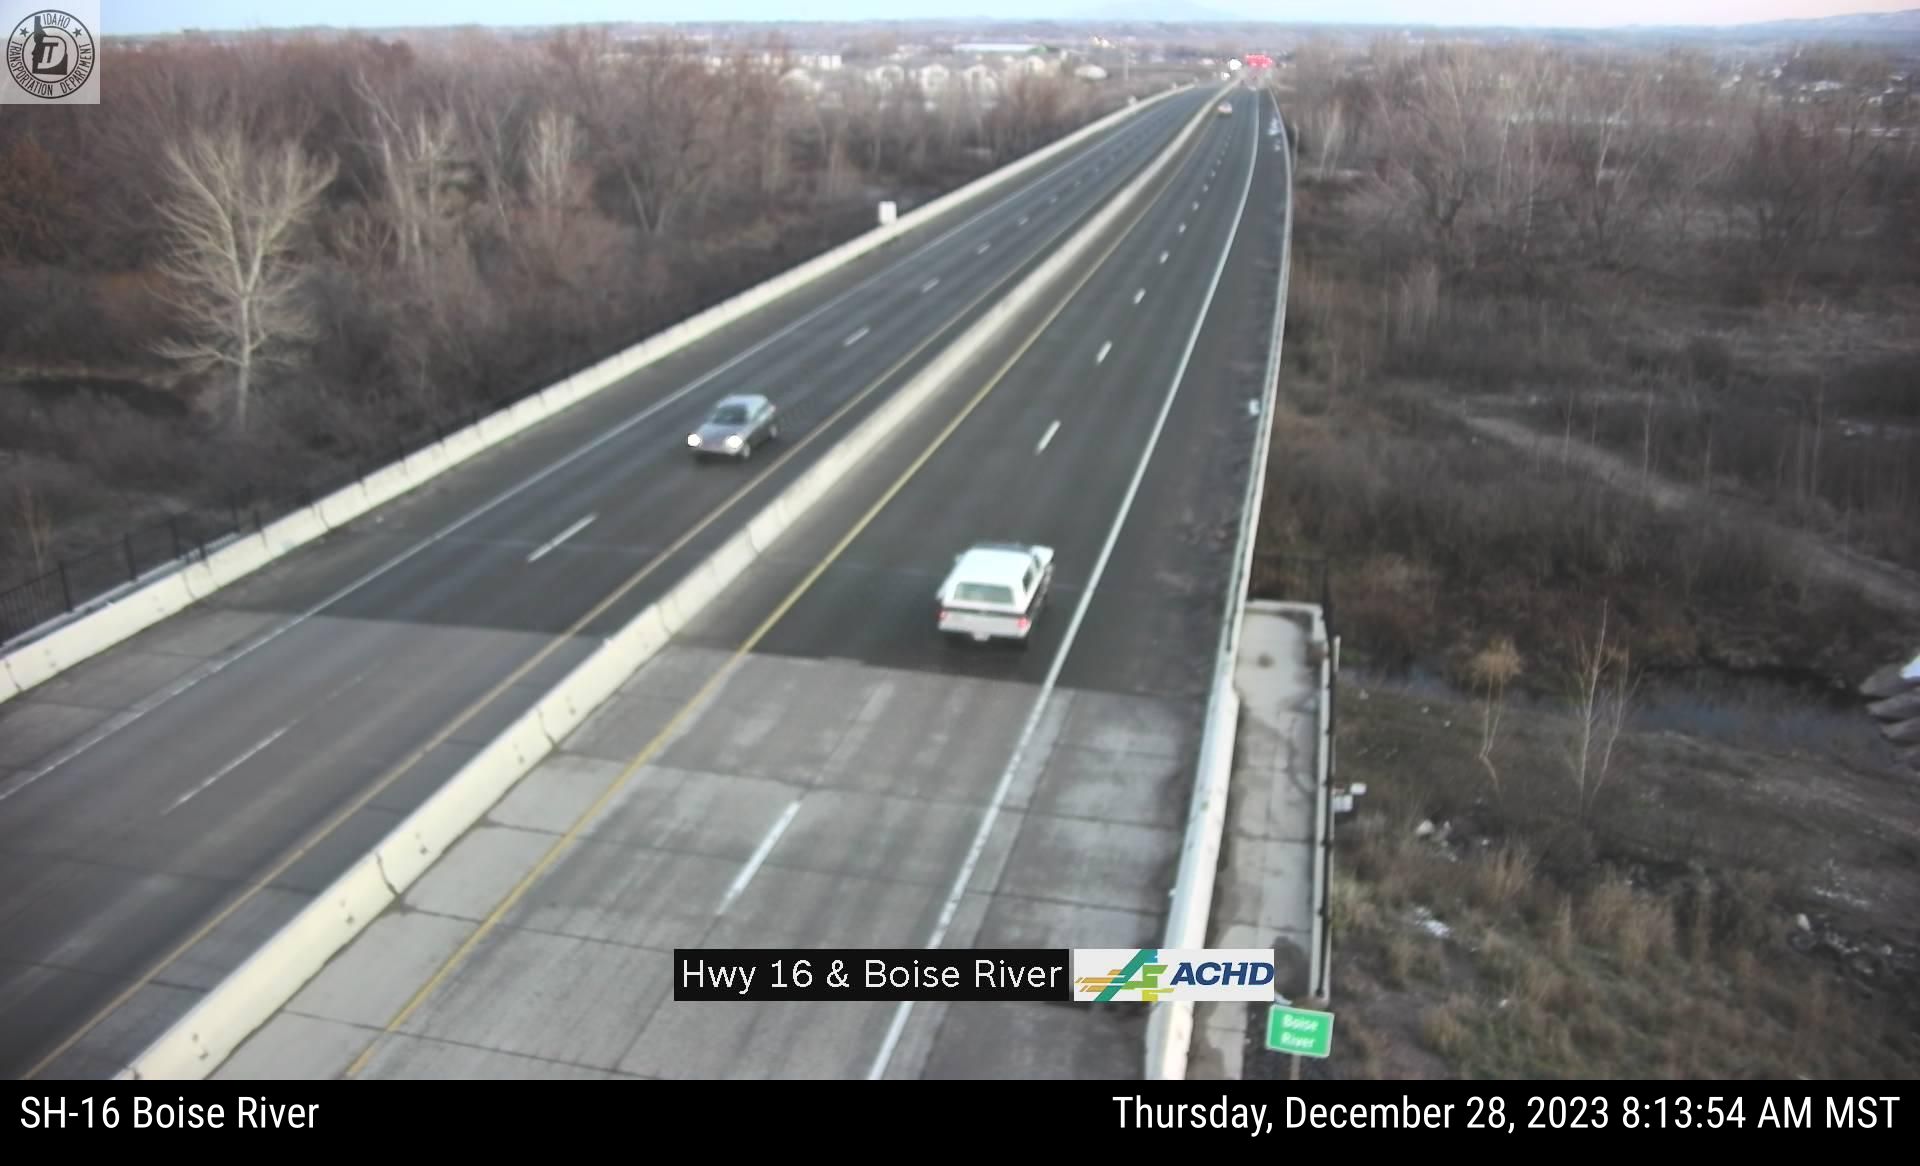 IDAHO
TRANSPORTATION DEPARTMENT
Hwy 16 & Boise River
ACHD
Boise
River
SH-16 Boise River
Thursday, December 28, 2023 8:13:54 AM MST